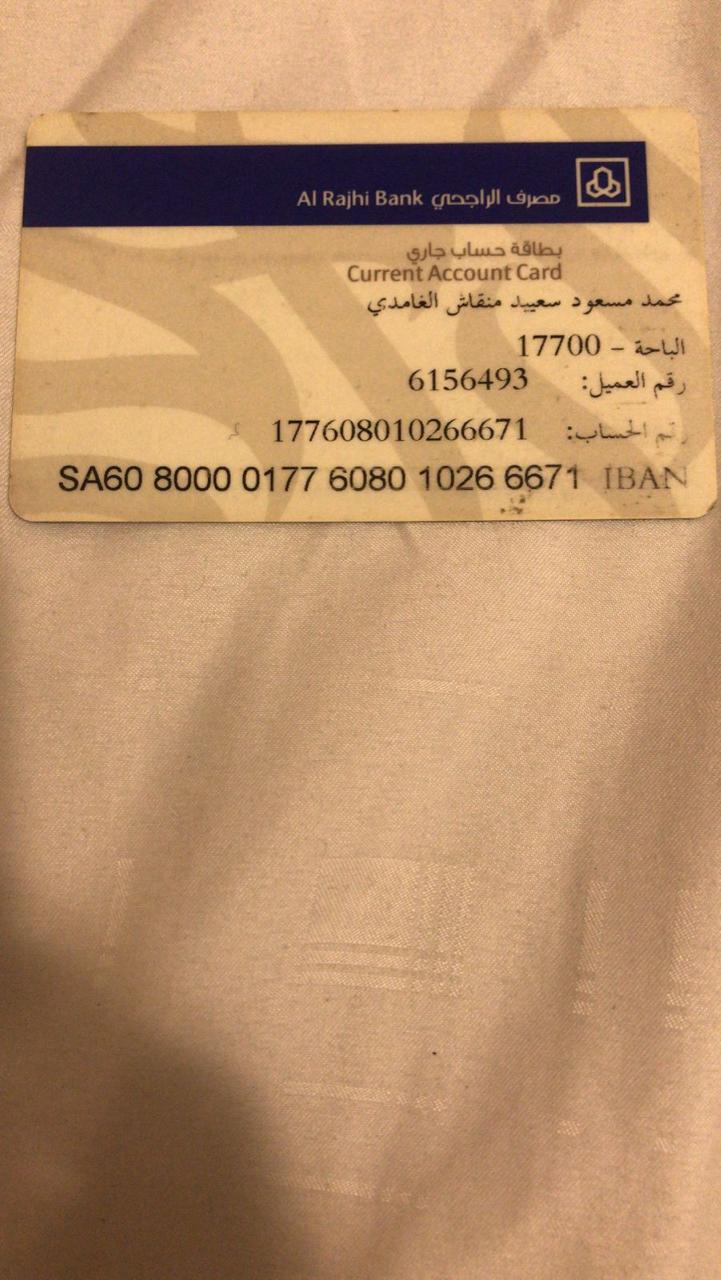 Al Rajhi Bank مصرف الراجحي
بطاقة حساب جاري
Current Account Card
محمد مسعود سعييد منقاش الغامدي
الباحة – 17700
رقم العميل: 6156493
رقم الحساب: 177608010266671
SA60 8000 0177 6080 1026 6671 IBAN